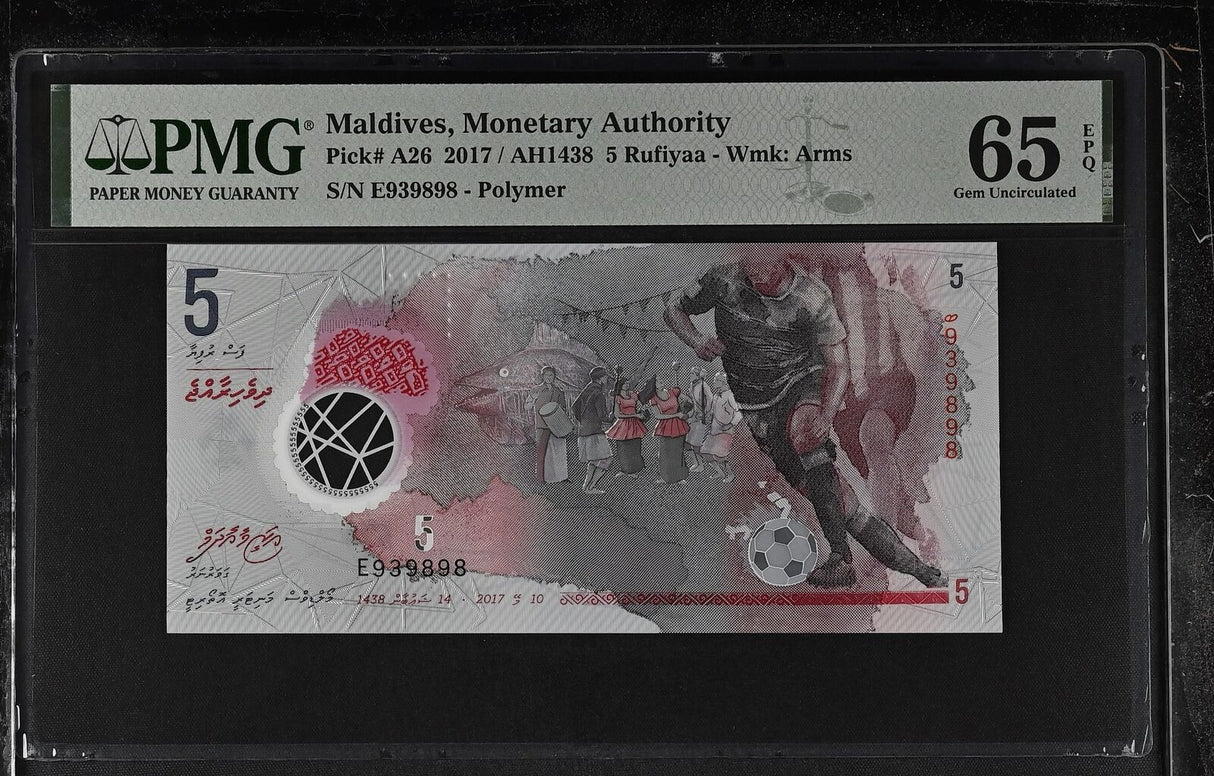 PMG®
PAPER MONEY GUARANTY
Maldives, Monetary Authority
Pick# A26 2017 / AH1438 5 Rufiyaa - Wmk: Arms
S/N E939898 - Polymer
65
EPQ
Gem Uncirculated
5
5
ފަސް ރުފިޔާ
ދިވެހިރާއްޖެ
939898
5
E939898
ގަވަރުނަރު
މޯލްޑިވްސް މަނިޓަރީ އޮތޯރިޓީ
10 މޭ 2017 · 14 ޝަޢުބާން 1438
5